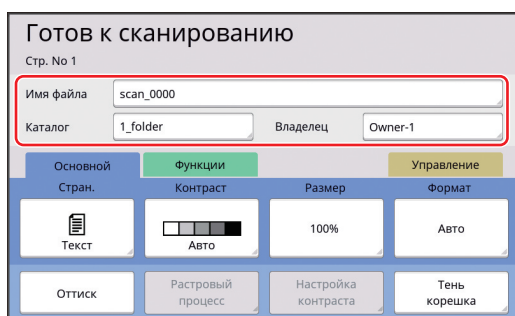 Готов к сканированию
Стр. No 1
Имя файла scan_0000
Каталог 1_folder Владелец Owner-1
Основной Функции Управление
Стран. Контраст Размер Формат
Текст Авто 100% Авто
Оттиск Растровый процесс Настройка контраста Тень корешка